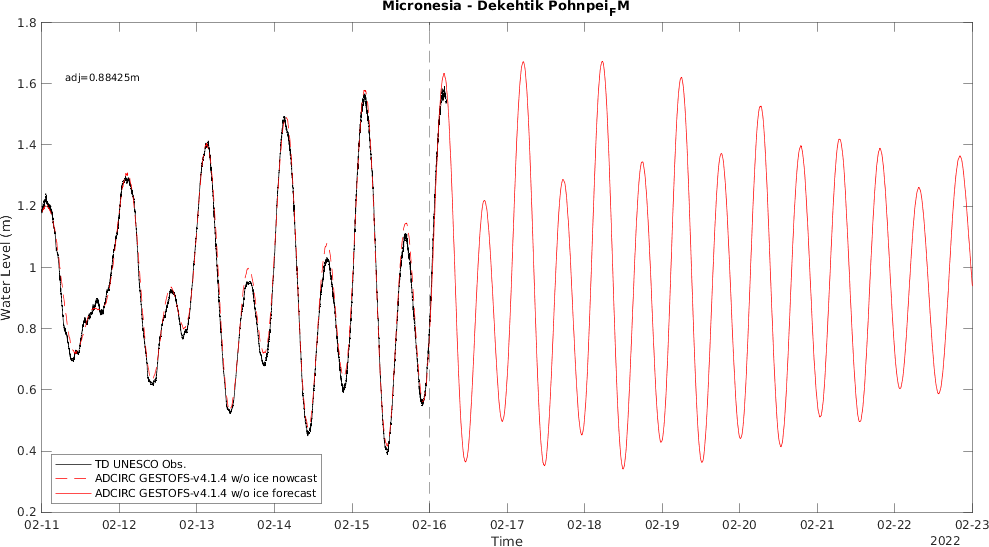 Micronesia - Dekehtik Pohnpei_FM
1.8
1.6
1.4
1.2
1
0.8
0.6
0.4
0.2
Water Level (m)
adj=0.88425m
TD UNESCO Obs.
ADCIRC GESTOFS-v4.1.4 w/o ice nowcast
ADCIRC GESTOFS-v4.1.4 w/o ice forecast
02-11 02-12 02-13 02-14 02-15 02-16 02-17 02-18 02-19 02-20 02-21 02-22 02-23
Time
2022